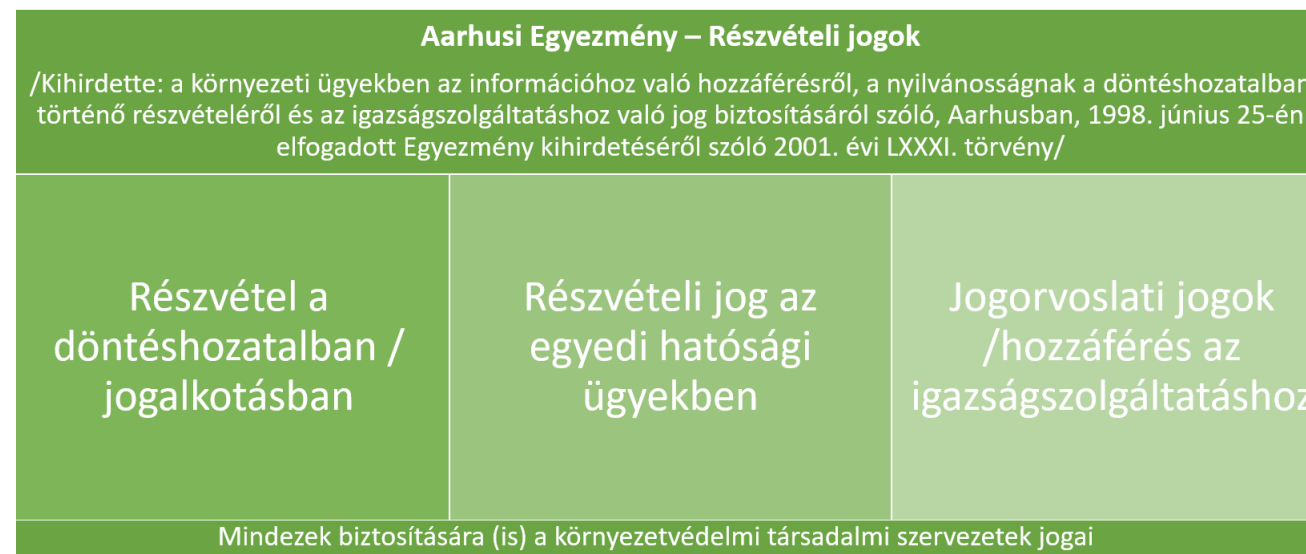 Aarhusi Egyezmény – Részvételi jogok
/Kihirdette: a környezeti ügyekben az információhoz való hozzáférésről, a nyilvánosságnak a döntéshozatalban
történő részvételéről és az igazságszolgáltatáshoz való jog biztosításáról szóló, Aarhusban, 1998. június 25-én
elfogadott Egyezmény kihirdetéséről szóló 2001. évi LXXXI. törvény/
Részvétel a
döntéshozatalban /
jogalkotásban
Részvételi jog az
egyedi hatósági
ügyekben
Jogorvoslati jogok
/hozzáférés az
igazságszolgáltatáshoz
Mindezek biztosítására (is) a környezetvédelmi társadalmi szervezetek jogai